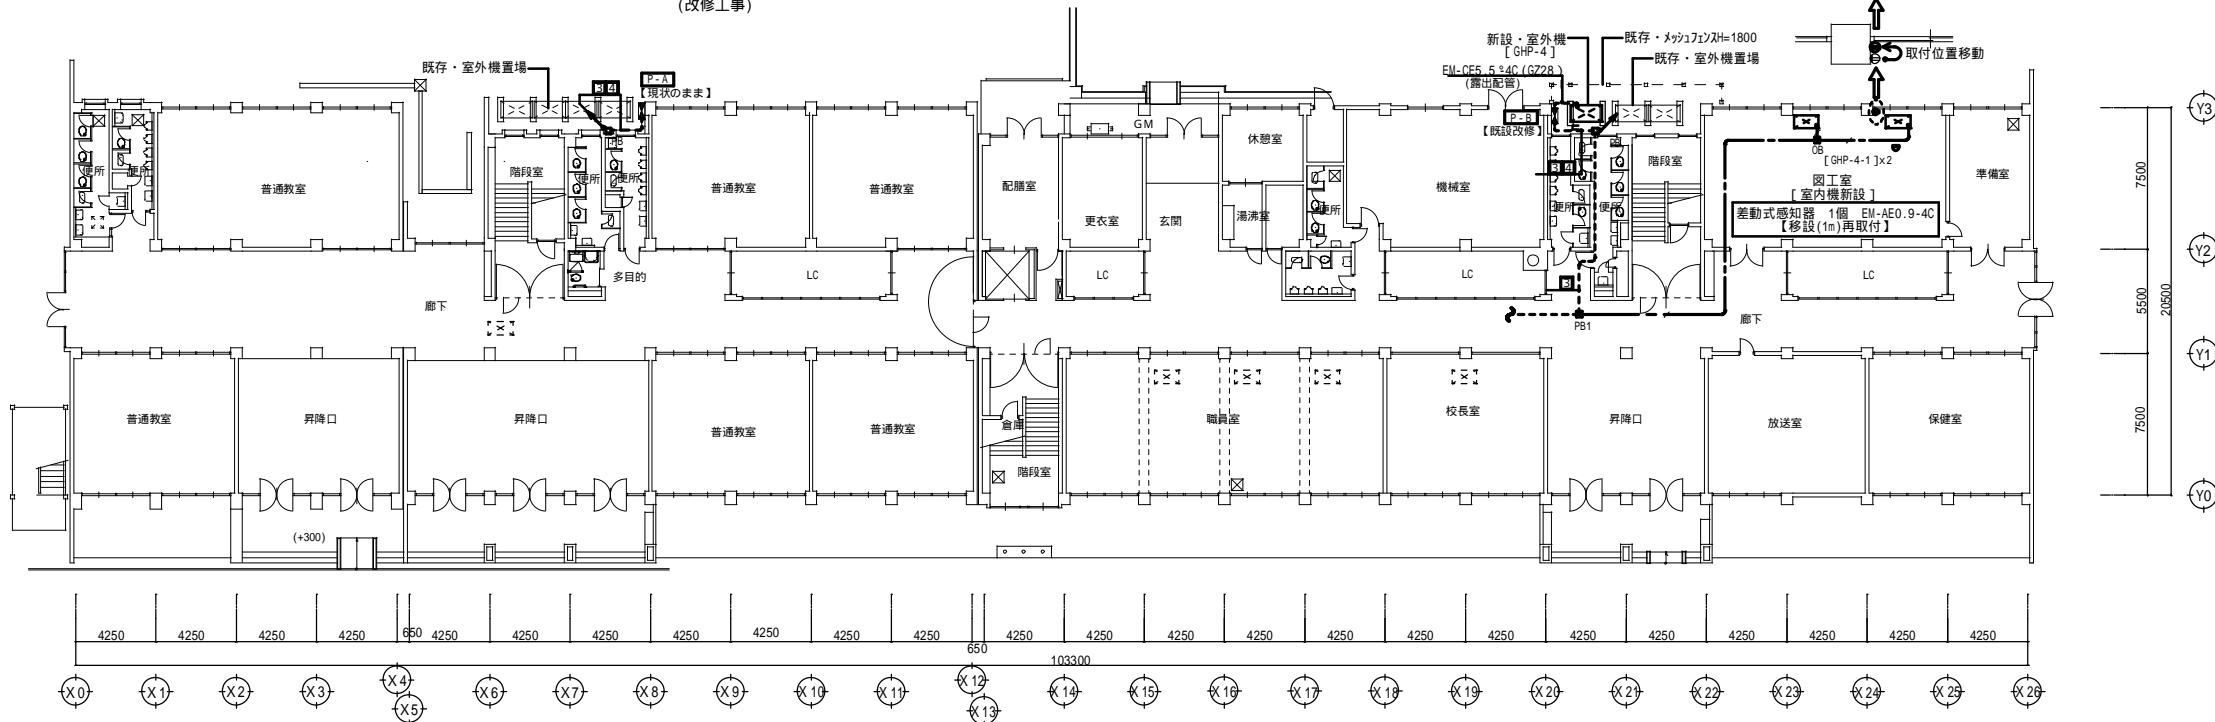 (改修工事)
取付位置移動
新設・室外機
[GHP-4]
既存・メッシュフェンスH=1800
既存・室外機置場
既存・室外機置場
EM-CE5.5°-4C(GZ28)
(露出配管)
3 4
P-A
【現状のまま】
P-B
【既設改修】
GM
PB
OB
[GHP-4-1]x2
図工室
[室内機新設]
差動式感知器 1個 EM-AE0.9-4C
【移設(1m)再取付】
便所
便所
普通教室
階段室
便所
便所
普通教室
普通教室
配膳室
更衣室
玄関
休憩室
湯沸室
便所
機械室
3 4
便所
便所
階段室
準備室
多目的
LC
LC
LC
3
LC
廊下
PB1
廊下
普通教室
昇降口
昇降口
普通教室
普通教室
倉庫
階段室
職員室
校長室
昇降口
放送室
保健室
(+300)
Y3
7500
Y2
5500
20500
Y1
7500
Y0
4250 4250 4250 4250 650 4250 4250 4250 4250 4250 4250 4250 650 4250 4250 4250 4250 4250 4250 4250 4250 4250 4250 4250 4250 4250
103300
X0 X1 X2 X3 X4 X5 X6 X7 X8 X9 X10 X11 X12 X13 X14 X15 X16 X17 X18 X19 X20 X21 X22 X23 X24 X25 X26